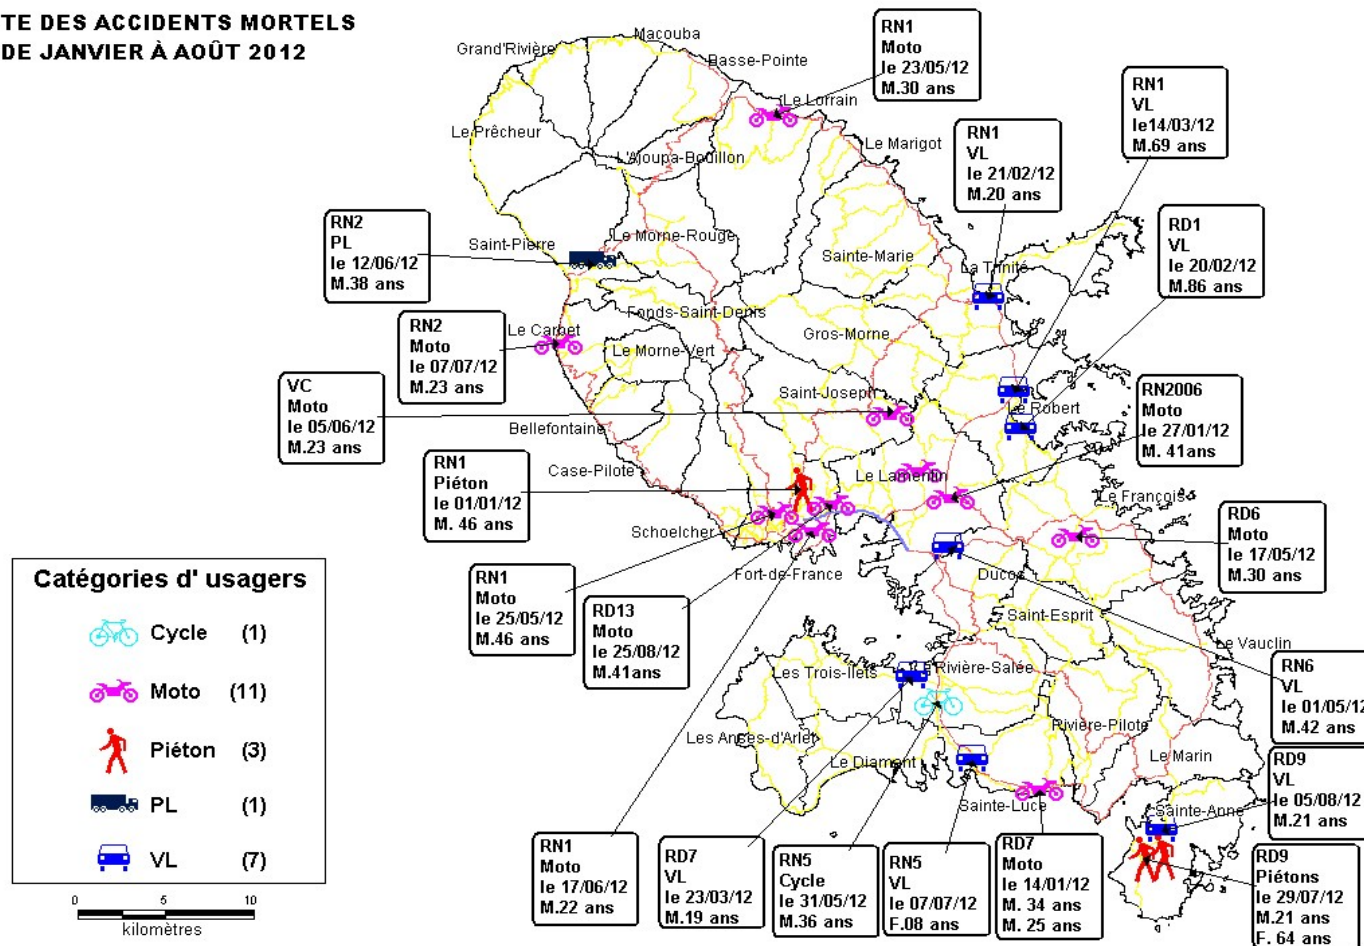 TE DES ACCIDENTS MORTELS
DE JANVIER À AOÛT 2012
Macouba
Grand'Rivière
Basse-Pointe
Le Lorrain
Le Prêcheur
L'Ajoupa-Bouillon
Le Marigot
Saint-Pierre
Le Morne-Rouge
Sainte-Marie
La Trinité
Fonds-Saint-Denis
Le Carbet
Gros-Morne
Le Morne-Vert
Saint-Joseph
Le Robert
Bellefontaine
Case-Pilote
Le Lamentin
Le François
Schoelcher
Fort-de-France
Ducos
Saint-Esprit
Le Vauclin
Les Trois-Ilets
Rivière-Salée
Rivière-Pilote
Les Anses-d'Arlet
Le Diamant
Le Marin
Sainte-Luce
Sainte-Anne
RN1
Moto
le 23/05/12
M.30 ans
RN1
VL
le14/03/12
M.69 ans
RN1
VL
le 21/02/12
M.20 ans
RD1
VL
le 20/02/12
M.86 ans
RN2
PL
le 12/06/12
M.38 ans
RN2
Moto
le 07/07/12
M.23 ans
VC
Moto
le 05/06/12
M.23 ans
RN2006
Moto
le 27/01/12
M. 41ans
RN1
Piéton
le 01/01/12
M. 46 ans
RD6
Moto
le 17/05/12
M.30 ans
RN1
Moto
le 25/05/12
M.46 ans
RD13
Moto
le 25/08/12
M.41ans
RN6
VL
le 01/05/12
M.42 ans
RD9
VL
le 05/08/12
M.21 ans
RN1
Moto
le 17/06/12
M.22 ans
RD7
VL
le 23/03/12
M.19 ans
RN5
Cycle
le 31/05/12
M.36 ans
RN5
VL
le 07/07/12
F.08 ans
RD7
Moto
le 14/01/12
M. 34 ans
M. 25 ans
RD9
Piétons
le 29/07/12
M.21 ans
F. 64 ans
Catégories d' usagers
Cycle (1)
Moto (11)
Piéton (3)
PL (1)
VL (7)
0 5 10
kilomètres